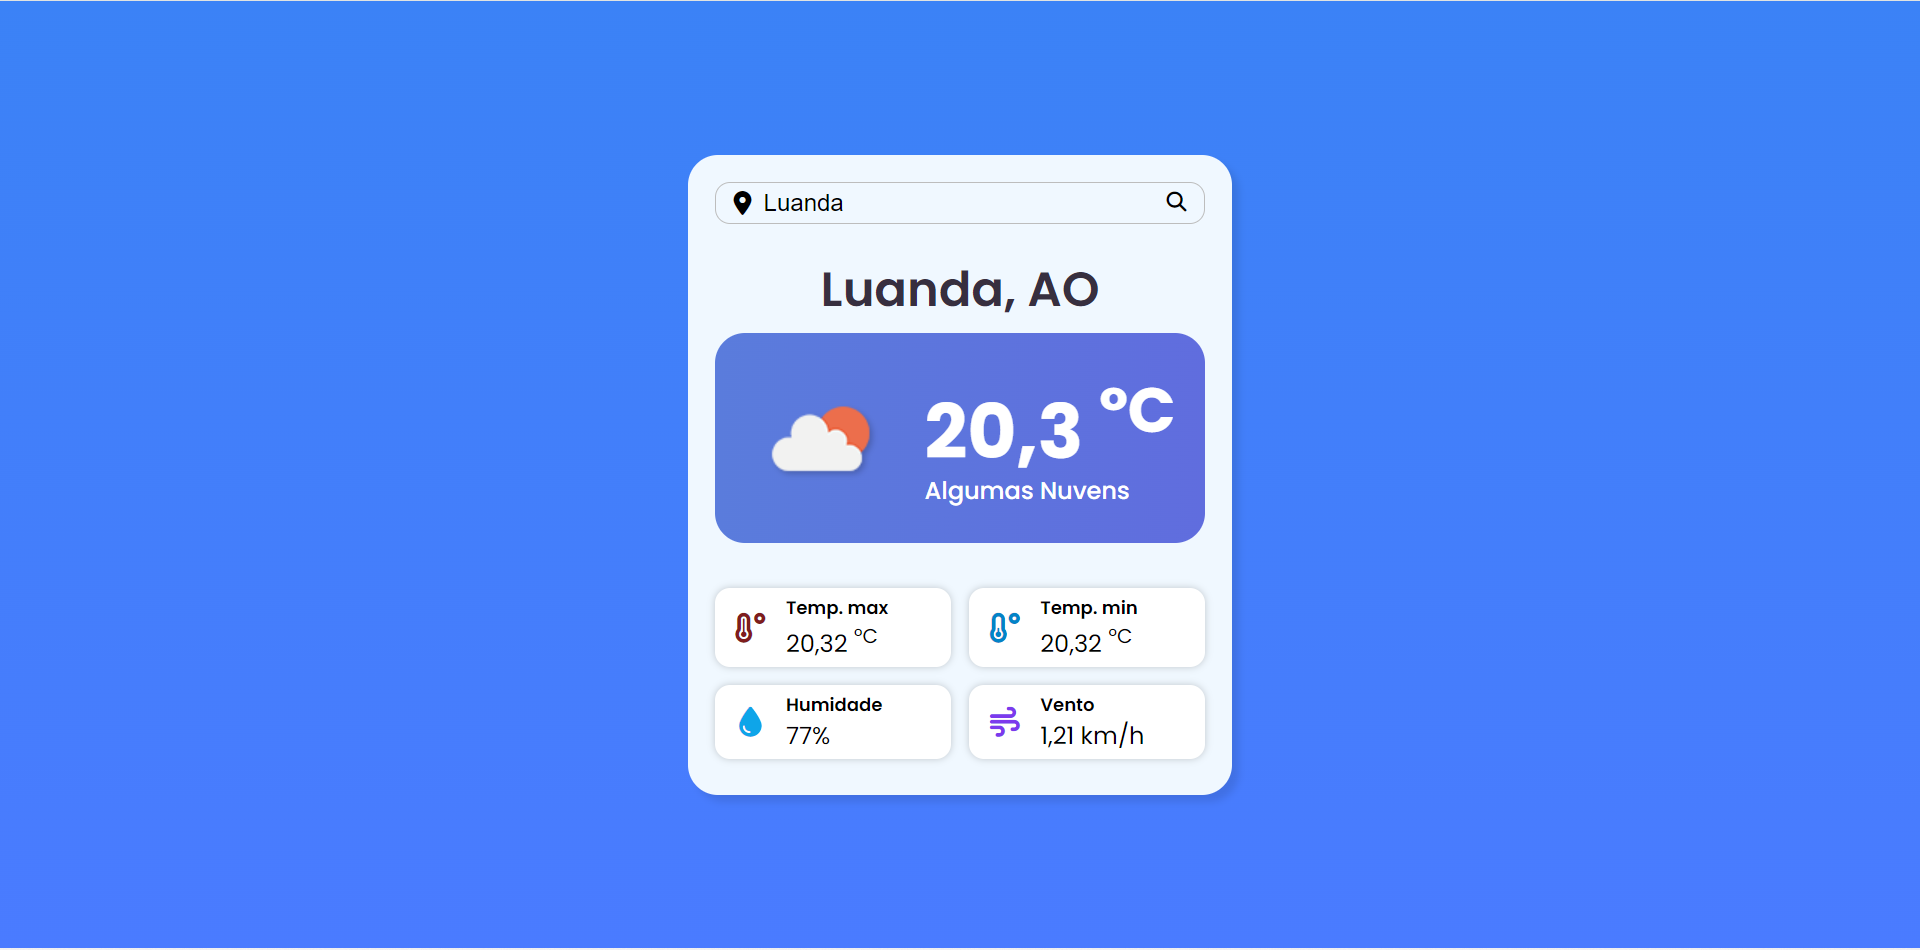 Luanda
Luanda, AO
20,3 °C
Algumas Nuvens
Temp. max
20,32 °C
Temp. min
20,32 °C
Humidade
77%
Vento
1,21 km/h